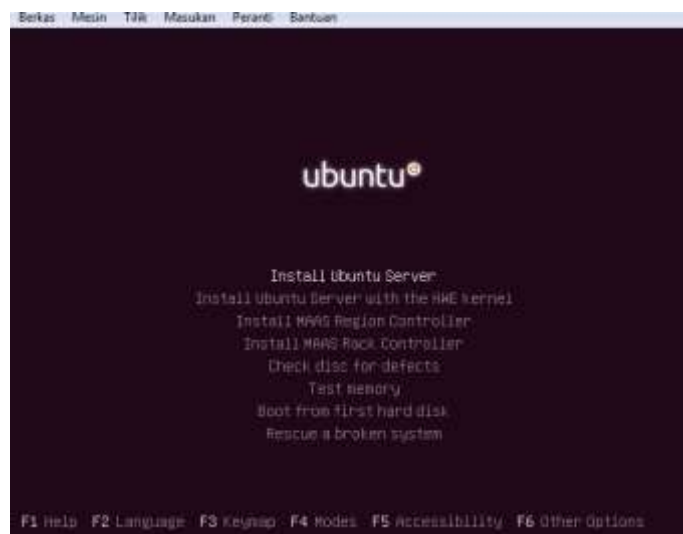 Berkas Mesin Tilik Masukan Peranti Bantuan
ubuntu
Install Ubuntu Server
Install Ubuntu Server with the HWE kernel
Install MAAS Region Controller
Install MAAS Rack Controller
Check disc for defects
Test memory
Boot from first hard disk
Rescue a broken system
F1 Help F2 Language F3 Keymap F4 Modes F5 Accessibility F6 Other Options